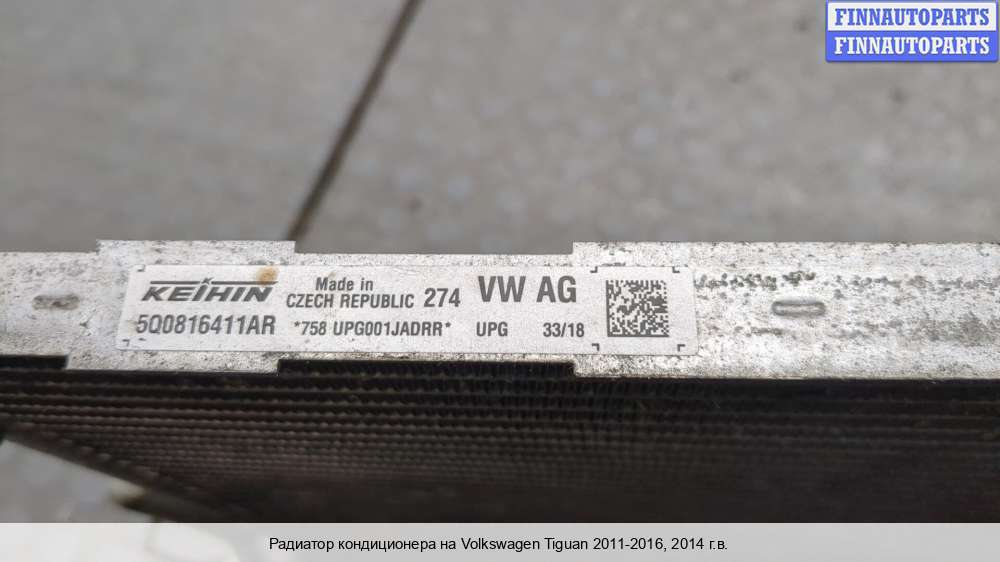 FINNAUTOPARTS
FINNAUTOPARTS
KEIHIN Made in CZECH REPUBLIC 274 VW AG
5Q0816411AR *758 UPG001JADRR* UPG 33/18
Радиатор кондиционера на Volkswagen Tiguan 2011-2016, 2014 г.в.